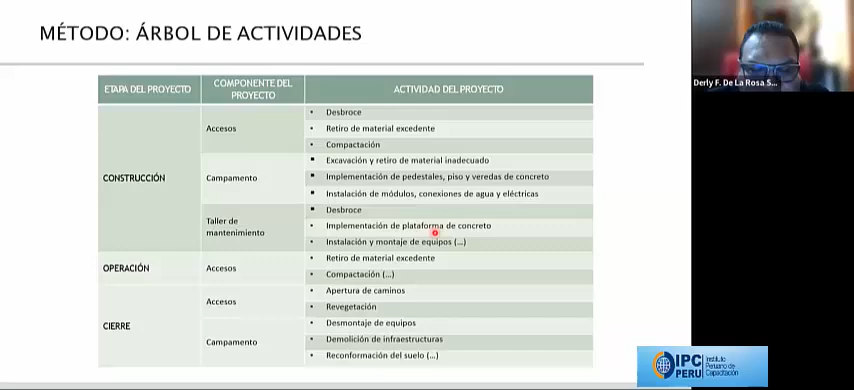 MÉTODO: ÁRBOL DE ACTIVIDADES
Derly F. De La Rosa S...
ETAPA DEL PROYECTO
COMPONENTE DEL
PROYECTO
ACTIVIDAD DEL PROYECTO
CONSTRUCCIÓN
Accesos
• Desbroce
• Retiro de material excedente
• Compactación
Campamento
▪ Excavación y retiro de material inadecuado
▪ Implementación de pedestales, piso y veredas de concreto
▪ Instalación de módulos, conexiones de agua y eléctricas
Taller de
mantenimiento
▪ Desbroce
• Implementación de plataforma de concreto
• Instalación y montaje de equipos (...)
OPERACIÓN
Accesos
• Retiro de material excedente
• Compactación (...)
CIERRE
Accesos
• Apertura de caminos
• Revegetación
Campamento
• Desmontaje de equipos
• Demolición de infraestructuras
• Reconformación del suelo (...)
IPC
PERU
Instituto
Peruano de
Capacitación